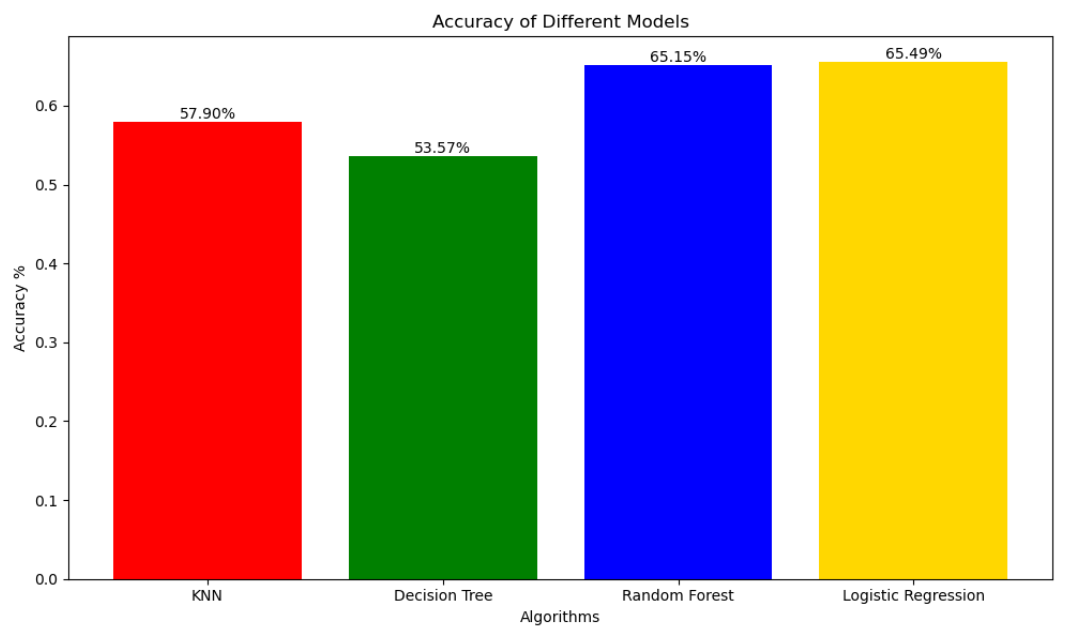 Accuracy of Different Models
65.49%
65.15%
57.90%
53.57%
0.6
0.5
0.4
0.3
0.2
0.1
0.0
Accuracy %
KNN
Decision Tree
Random Forest
Logistic Regression
Algorithms